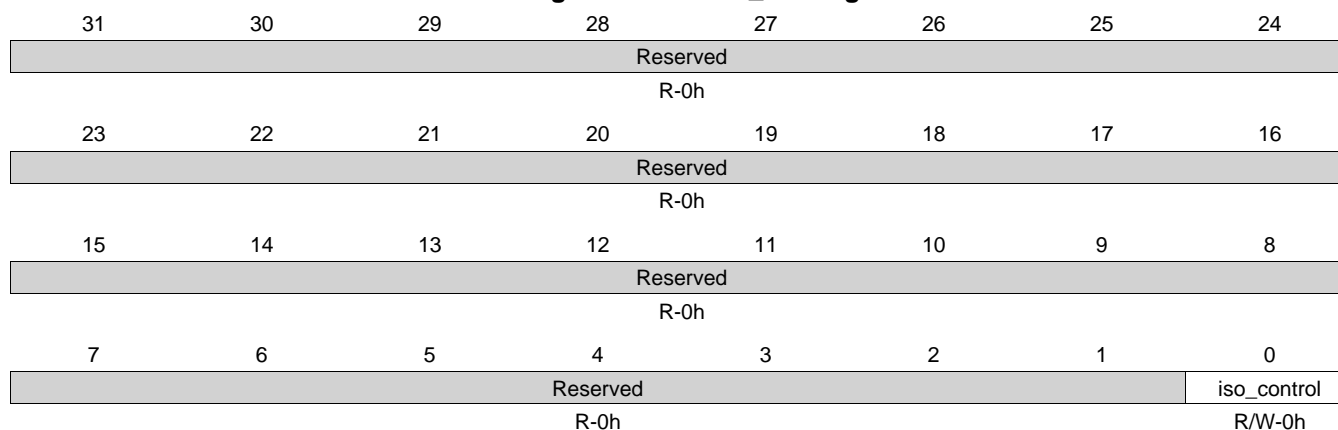 31 30 29 28 27 26 25 24
Reserved
R-0h
23 22 21 20 19 18 17 16
Reserved
R-0h
15 14 13 12 11 10 9 8
Reserved
R-0h
7 6 5 4 3 2 1 0
Reserved iso_control
R-0h R/W-0h